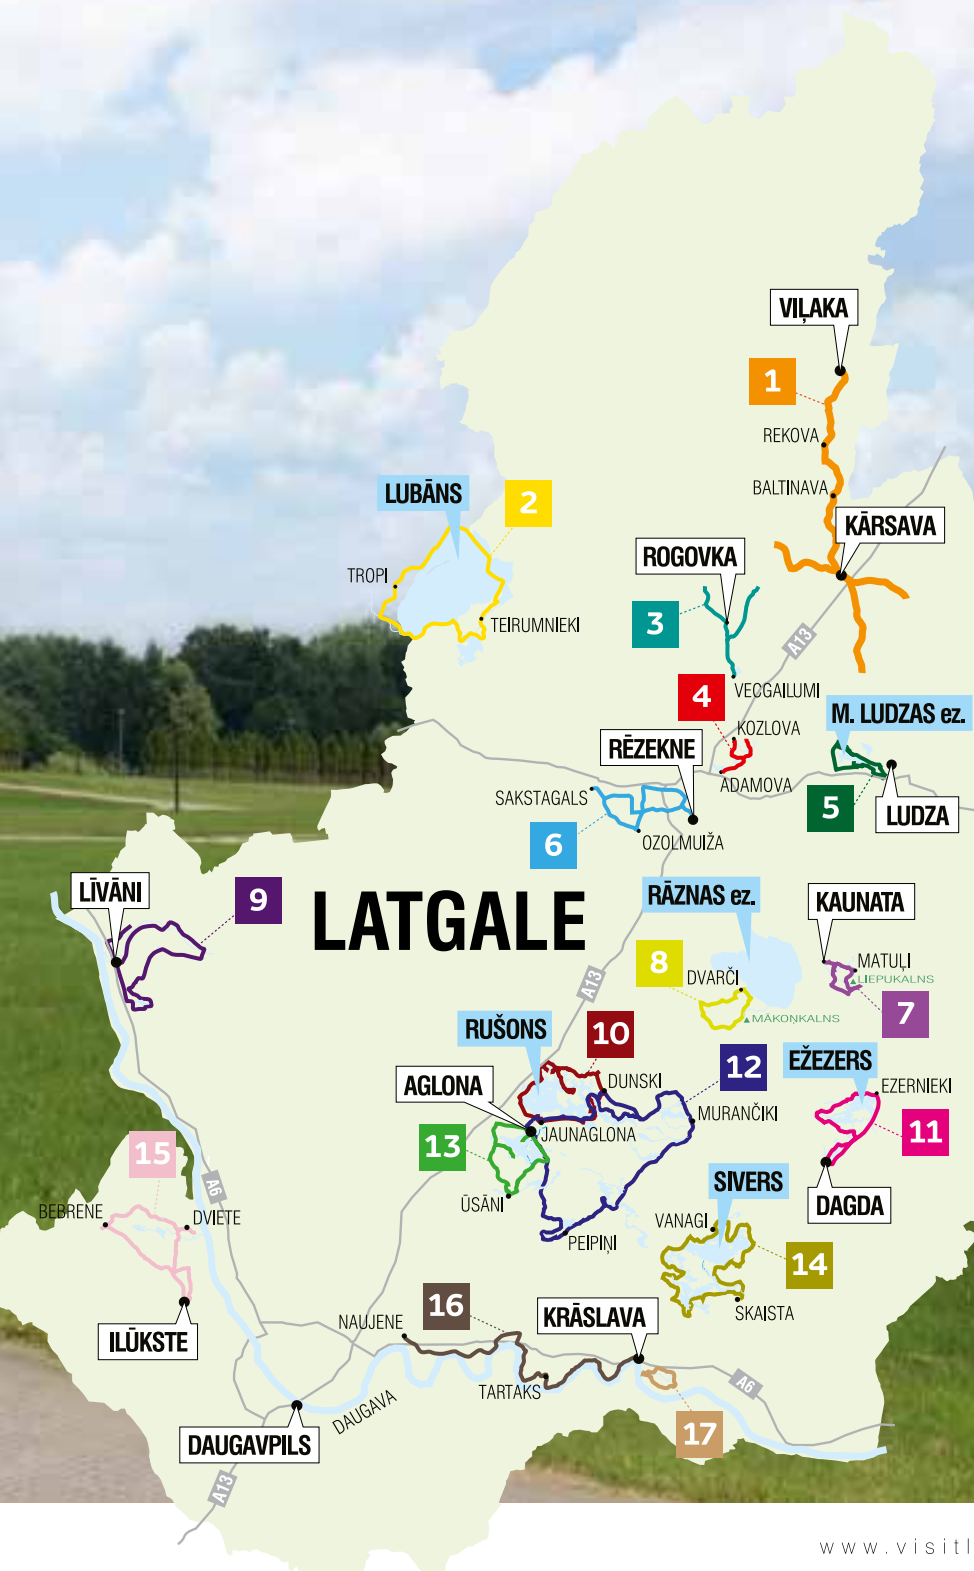 VIĻAKA
1
REKOVA
BALTINAVA
LUBĀNS
2
KĀRSAVA
ROGOVKA
TROPI
3
TEIRUMNIEKI
A13
VECGAILUMI
4
M. LUDZAS ez.
KOZLOVA
RĒZEKNE
ADAMOVA
SAKSTAGALS
5
LUDZA
6
OZOLMUIŽA
LĪVĀNI
9
LATGALE
RĀZNAS ez.
KAUNATA
8
DVARČI
MATUĻI
LIEPUKALNS
A13
7
MĀKOŅKALNS
RUŠONS
10
12
EŽEZERS
AGLONA
DUNSKI
EZERNIEKI
MURANČIKI
11
13
JAUNAGLONA
15
A6
SIVERS
ŪSĀNI
DAGDA
BEBRENE
DVIETE
VANAGI
PEIPIŅI
14
16
NAUJENE
KRĀSLAVA
SKAISTA
ILŪKSTE
TARTAKS
A6
DAUGAVA
17
DAUGAVPILS
A13
www.visitl